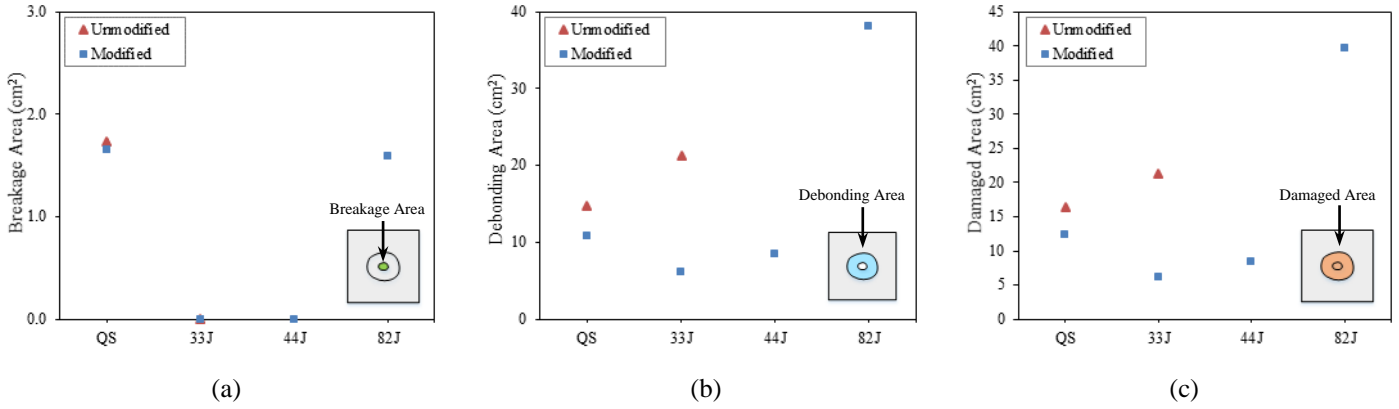 3.0
2.0
1.0
0.0
Breakage Area (cm²)
Unmodified
Modified
Breakage Area
QS 33J 44J 82J
(a)
40
30
20
10
0
Debonding Area (cm²)
Unmodified
Modified
Debonding Area
QS 33J 44J 82J
(b)
45
40
35
30
25
20
15
10
5
0
Damaged Area (cm²)
Unmodified
Modified
Damaged Area
QS 33J 44J 82J
(c)